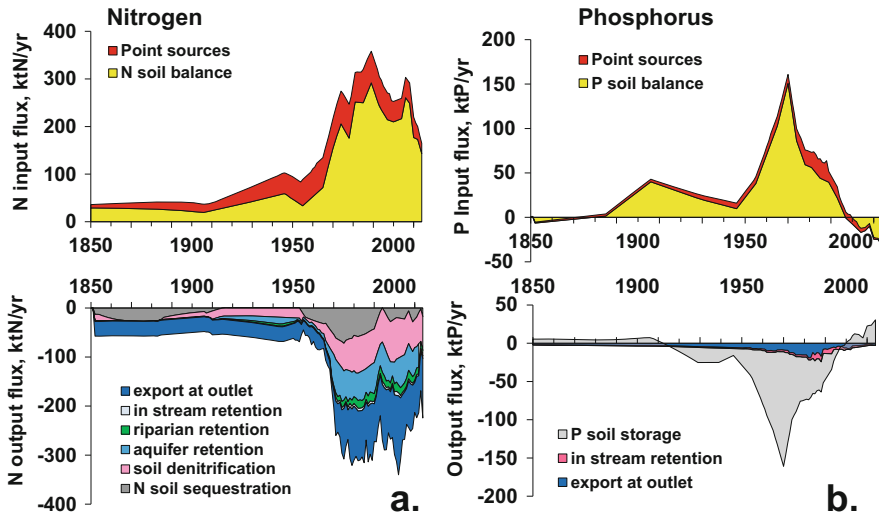 Nitrogen
N input flux, ktN/yr
400
300
200
100
0
Point sources
N soil balance
1850
1900
1950
2000
Phosphorus
P Input flux, ktP/yr
200
150
100
50
0
-50
Point sources
P soil balance
1850
1900
1950
2000
N output flux, ktN/yr
0
-100
-200
-300
-400
export at outlet
in stream retention
riparian retention
aquifer retention
soil denitrification
N soil sequestration
a.
1850
1900
1950
2000
Output flux, ktP/yr
50
0
-50
-100
-150
-200
P soil storage
in stream retention
export at outlet
b.